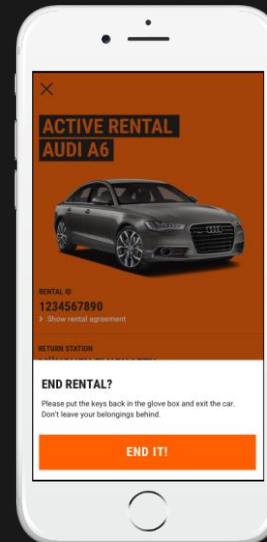 ACTIVE RENTAL
AUDI A6
RENTAL ID
1234567890
> Show rental agreement
RETURN STATION
END RENTAL?
Please put the keys back in the glove box and exit the car.
Don't leave your belongings behind.
END IT!